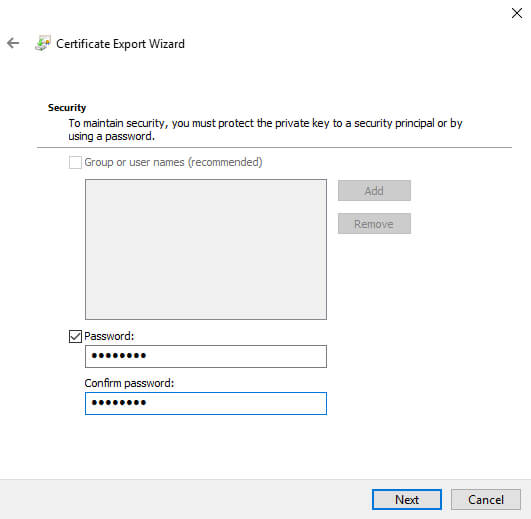 Certificate Export Wizard
Security
To maintain security, you must protect the private key to a security principal or by
using a password.
Group or user names (recommended)
Add
Remove
Password:
••••••••
Confirm password:
••••••••
Next
Cancel